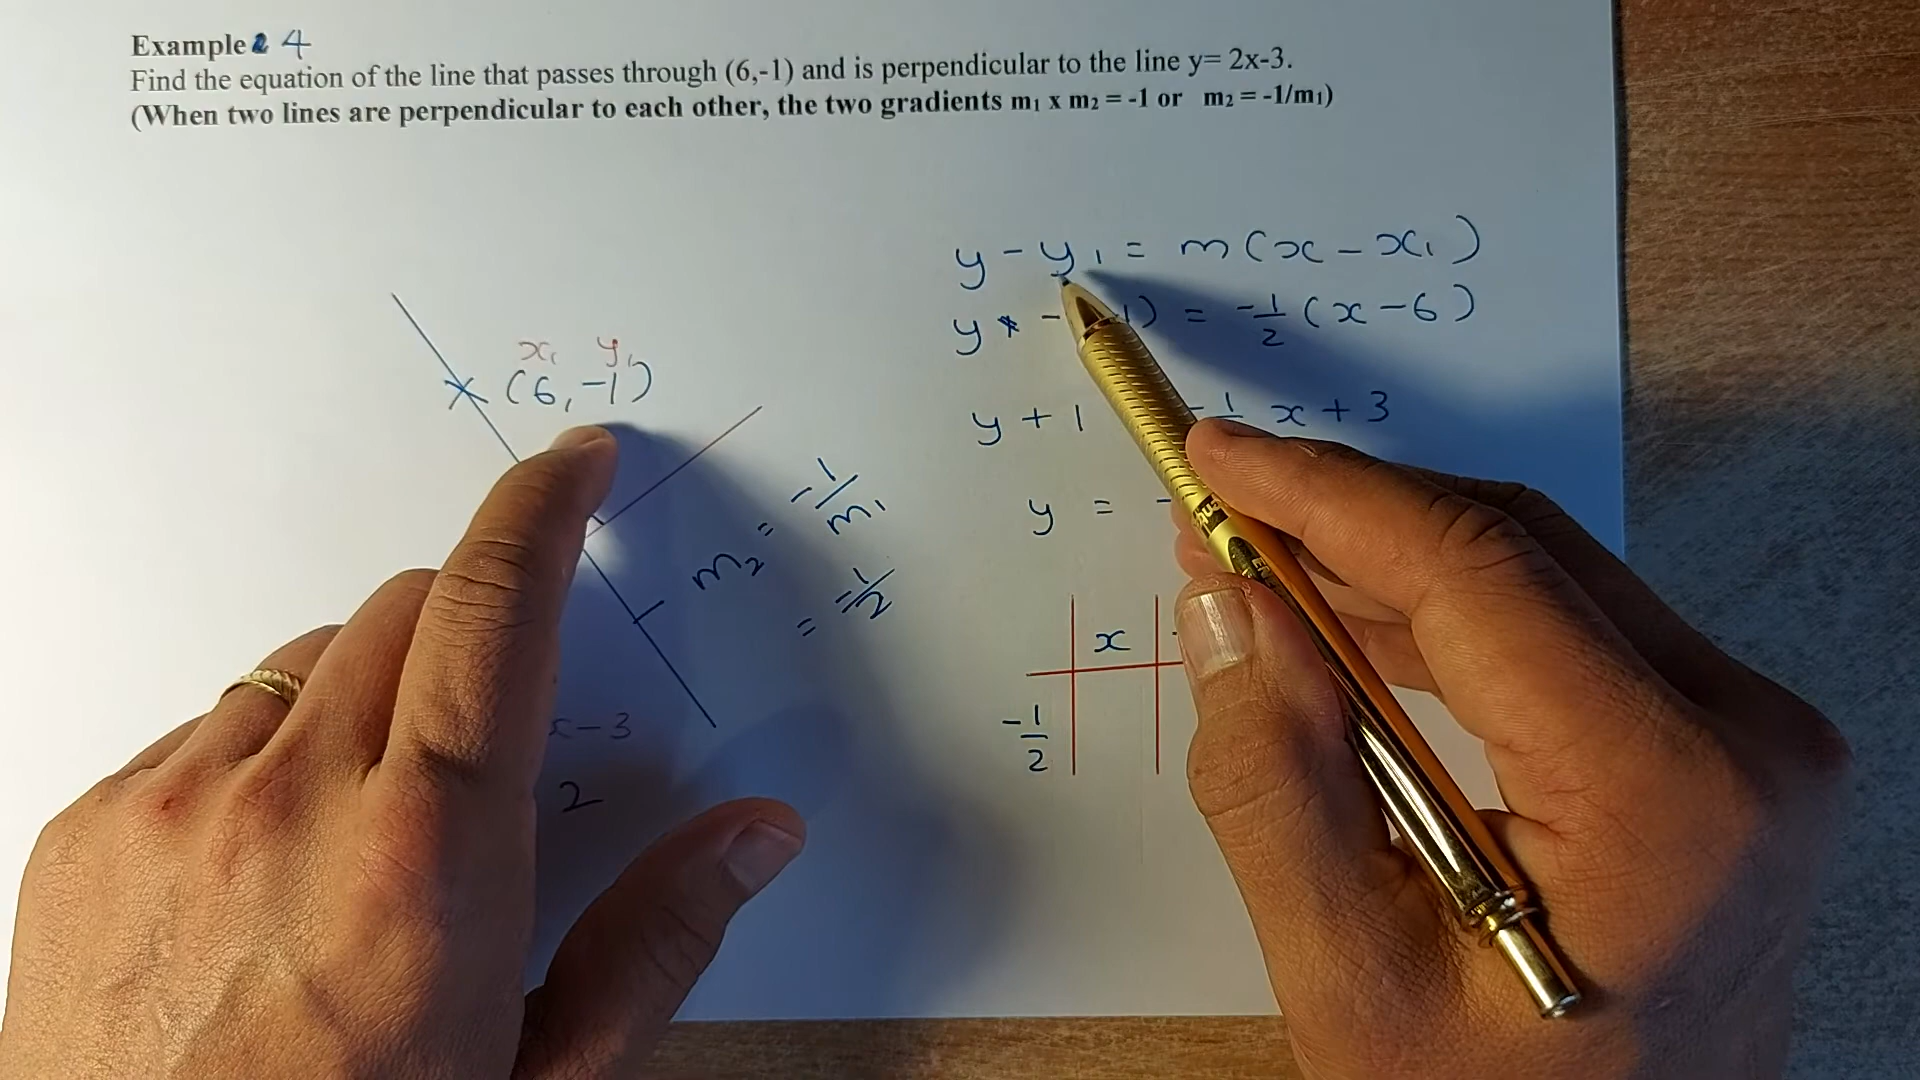 Example 4
Find the equation of the line that passes through (6,-1) and is perpendicular to the line y= 2x-3.
(When two lines are perpendicular to each other, the two gradients m₁ x m₂ = -1 or m₂ = -1/m₁)
y - y₁ = m(x - x₁)
y - 1) = -1/2 (x - 6)
x₁ y₁
(6, -1)
y + 1 - 1 x + 3
m₂ = -1/m₁
= -1/2
y = -
x
-1/2
x - 3
2